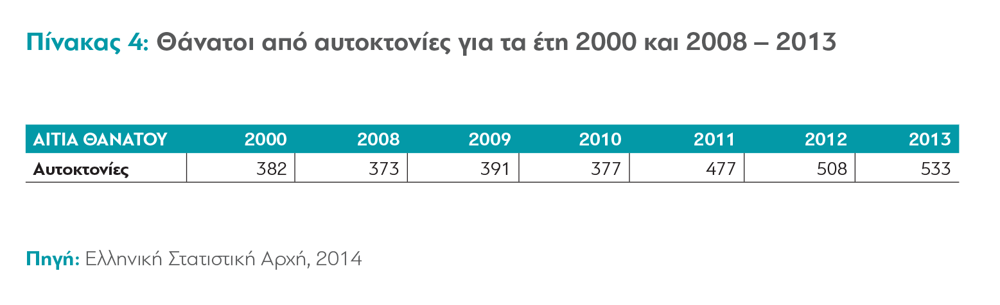 Πίνακας 4: Θάνατοι από αυτοκτονίες για τα έτη 2000 και 2008 – 2013
ΑΙΤΙΑ ΘΑΝΑΤΟΥ 2000 2008 2009 2010 2011 2012 2013
Αυτοκτονίες 382 373 391 377 477 508 533
Πηγή: Ελληνική Στατιστική Αρχή, 2014